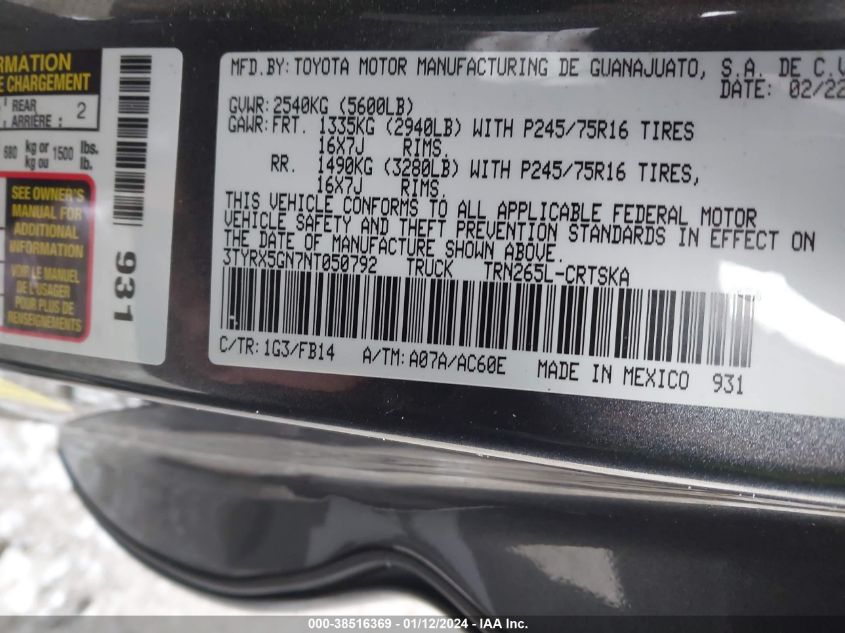 RMATION
E CHARGEMENT
REAR
ARRIÈRE : 2
680 kg or 1500 lbs.
kg ou lb.
SEE OWNER'S
MANUAL FOR
ADDITIONAL
INFORMATION
VOIR LE MANUEL
DE L'USAGER
POUR PLUS DE
RENSEIGNEMENTS
931
MFD.BY:TOYOTA MOTOR MANUFACTURING DE GUANAJUATO, S.A. DE C.V
DATE: 02/22
GVWR:2540KG (5600LB)
GAWR:FRT. 1335KG (2940LB) WITH P245/75R16 TIRES
16X7J RIMS,
RR. 1490KG (3280LB) WITH P245/75R16 TIRES,
16X7J RIMS,
THIS VEHICLE CONFORMS TO ALL APPLICABLE FEDERAL MOTOR
VEHICLE SAFETY AND THEFT PREVENTION STANDARDS IN EFFECT ON
THE DATE OF MANUFACTURE SHOWN ABOVE.
3TYRX5GN7NT050792 TRUCK TRN265L-CRTSKA
C/TR:1G3/FB14 A/TM:A07A/AC60E MADE IN MEXICO 931
000-38516369 - 01/12/2024 - IAA Inc.